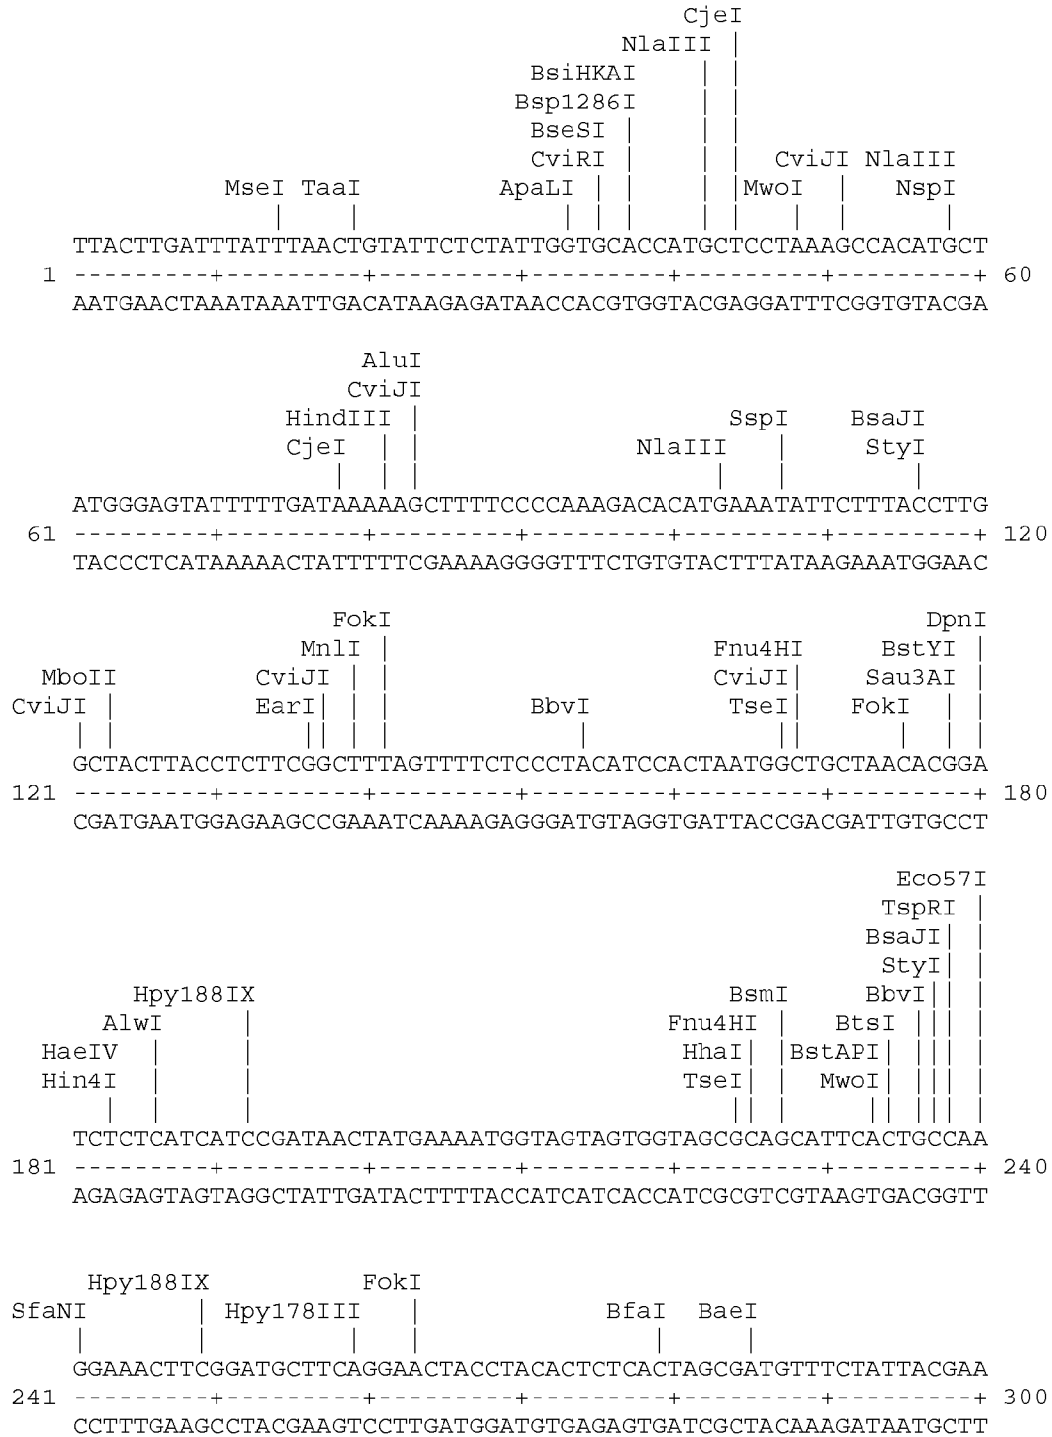 CjeI
NlaIII
BsiHKAI
Bsp1286I
BseSI
CviRI CviJI NlaIII
MseI TaaI ApaLI MwoI NspI
TTACTTGATTTATTTAACTGTATTCTCTATTGGTGCACCATGCTCCTAAAGCCACATGCT
1 ---------+---------+---------+---------+---------+---------+ 60
AATGAACTAAATAAATTGACATAAGAGATAACCACGTGGTACGAGGATTTCGGTGTACGA
AluI
CviJI
HindIII SspI BsaJI
CjeI NlaIII StyI
ATGGGAGTATTTTTGATAAAAAGCTTTTCCCCAAAGACACATGAAATATTCTTTACCTTG
61 ---------+---------+---------+---------+---------+---------+ 120
TACCCTCATAAAAACTATTTTTCGAAAAGGGGTTTCTGTGTACTTTATAAGAAATGGAAC
FokI DpnI
MnlI Fnu4HI BstYI
MboII CviJI CviJI Sau3AI
CviJI EarI BbvI TseI FokI
GCTACTTACCTCTTCGGCTTTAGTTTTCTCCCTACATCCACTAATGGCTGCTAACACGGA
121 ---------+---------+---------+---------+---------+---------+ 180
CGATGAATGGAGAAGCCGAAATCAAAAGAGGGATGTAGGTGATTACCGACGATTGTGCCT
Eco57I
TspRI
BsaJI
StyI
Hpy188IX BsmI BbvI
AlwI Fnu4HI BtsI
HaeIV HhaI BstAPI
Hin4I TseI MwoI
TCTCTCATCATCCGATAACTATGAAAATGGTAGTAGTGGTAGCGCAGCATTCACTGCCAA
181 ---------+---------+---------+---------+---------+---------+ 240
AGAGAGTAGTAGGCTATTGATACTTTTACCATCATCACCATCGCGTCGTAAGTGACGGTT
Hpy188IX FokI
SfaNI Hpy178III BfaI BaeI
GGAAACTTCGGATGCTTCAGGAACTACCTACACTCTCACTAGCGATGTTTCTATTACGAA
241 ---------+---------+---------+---------+---------+---------+ 300
CCTTTGAAGCCTACGAAGTCCTTGATGGATGTGAGAGTGATCGCTACAAAGATAATGCTT